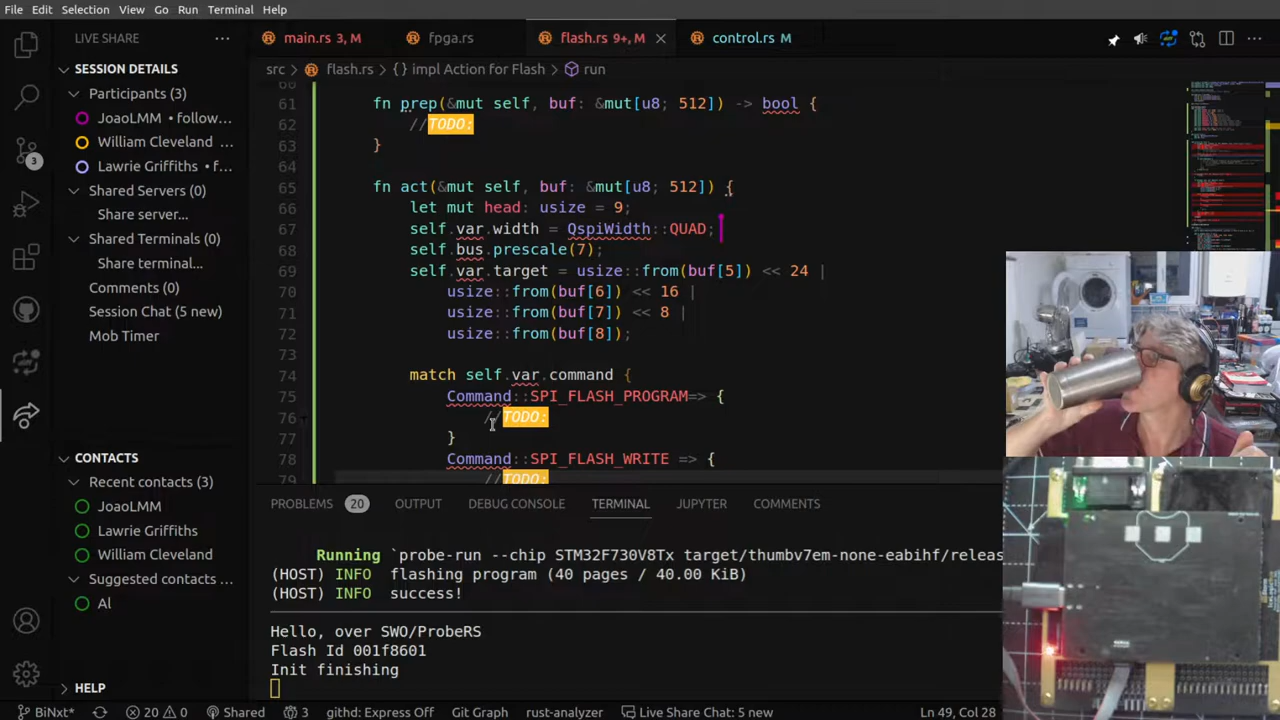 File Edit Selection View Go Run Terminal Help
LIVE SHARE ...
main.rs 3, M
fpga.rs
flash.rs 9+, M
control.rs M
SESSION DETAILS
Participants (3)
JoaoLMM • follow...
William Cleveland ...
Lawrie Griffiths • f...
Shared Servers (0)
Share server...
Shared Terminals (0)
Share terminal...
Comments (0)
Session Chat (5 new)
Mob Timer
3
CONTACTS
Recent contacts (3)
JoaoLMM
Lawrie Griffiths
William Cleveland
Suggested contacts ...
Al
HELP
src > flash.rs > {} impl Action for Flash > run
61 fn prep(&mut self, buf: &mut[u8; 512]) -> bool {
62 //TODO:
63 }
64
65 fn act(&mut self, buf: &mut[u8; 512]) {
66 let mut head: usize = 9;
67 self.var.width = QspiWidth::QUAD;
68 self.bus.prescale(7);
69 self.var.target = usize::from(buf[5]) << 24 |
70 usize::from(buf[6]) << 16 |
71 usize::from(buf[7]) << 8 |
72 usize::from(buf[8]);
73
74 match self.var.command {
75 Command::SPI_FLASH_PROGRAM=> {
76 //TODO:
77 }
78 Command::SPI_FLASH_WRITE => {
79 //TODO:
PROBLEMS 20 OUTPUT DEBUG CONSOLE TERMINAL JUPYTER COMMENTS
Running `probe-run --chip STM32F730V8Tx target/thumbv7em-none-eabihf/releas
(HOST) INFO flashing program (40 pages / 40.00 KiB)
(HOST) INFO success!
Hello, over SWO/ProbeRS
Flash Id 001f8601
Init finishing
BiNxt* 20 0 Shared 3 githd: Express Off Git Graph rust-analyzer Live Share Chat: 5 new Ln 49, Col 28